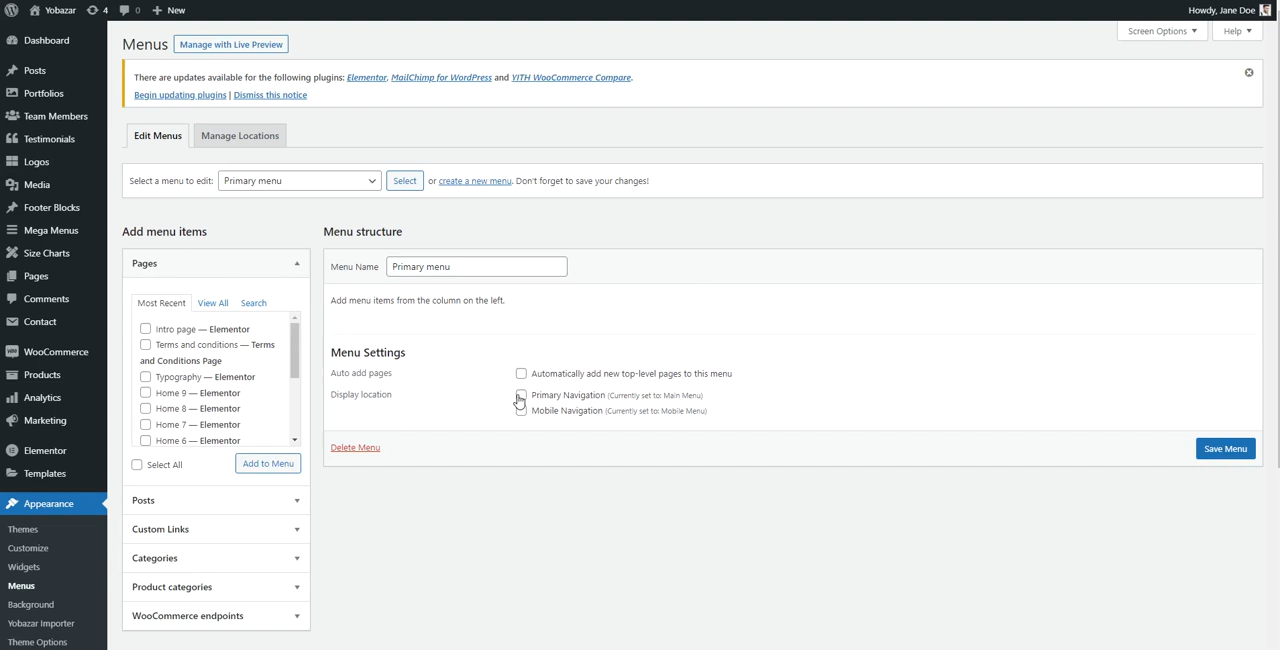 Yobazar 4 0 New Howdy, Jane Doe
Screen Options Help
Dashboard
Posts
Portfolios
Team Members
Testimonials
Logos
Media
Footer Blocks
Mega Menus
Size Charts
Pages
Comments
Contact
WooCommerce
Products
Analytics
Marketing
Elementor
Templates
Appearance
Themes
Customize
Widgets
Menus
Background
Yobazar Importer
Theme Options
Menus Manage with Live Preview
There are updates available for the following plugins: Elementor, MailChimp for WordPress and YITH WooCommerce Compare.
Begin updating plugins | Dismiss this notice
Edit Menus Manage Locations
Select a menu to edit: Primary menu Select or create a new menu. Don't forget to save your changes!
Add menu items
Pages
Most Recent View All Search
Intro page — Elementor
Terms and conditions — Terms
and Conditions Page
Typography — Elementor
Home 9 — Elementor
Home 8 — Elementor
Home 7 — Elementor
Home 6 — Elementor
Select All Add to Menu
Posts
Custom Links
Categories
Product categories
WooCommerce endpoints
Menu structure
Menu Name Primary menu
Add menu items from the column on the left.
Menu Settings
Auto add pages Automatically add new top-level pages to this menu
Display location Primary Navigation (Currently set to: Main Menu)
Mobile Navigation (Currently set to: Mobile Menu)
Delete Menu Save Menu